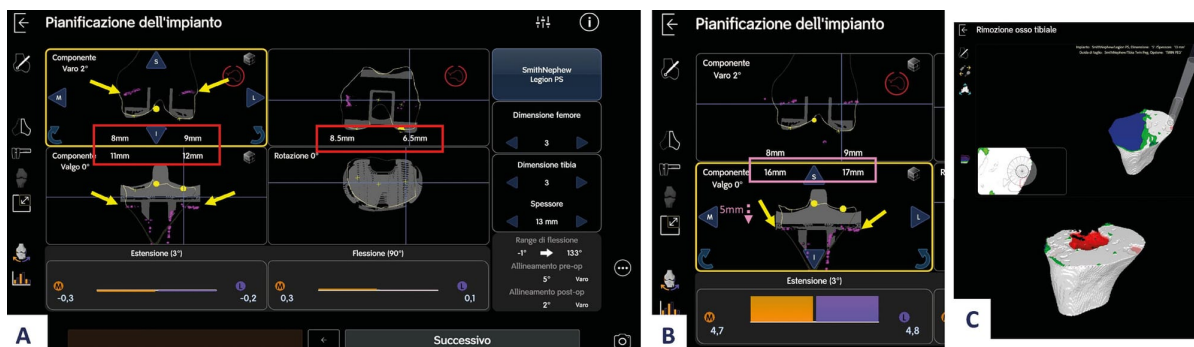 Pianificazione dell'impianto
Componente
Varo 2°
S
M
L
I
8mm
9mm
8.5mm
6.5mm
11mm
12mm
Componente
Valgo 0°
Rotazione 0°
SmithNephew
Legion PS
Dimensione femore
3
Dimensione tibia
3
Spessore
13 mm
Range di flessione
-1°
133°
Allineamento pre-op
5° Varo
Allineamento post-op
2° Varo
Estensione (3°)
Flessione (90°)
M
-0,3
L
-0,2
M
0,3
L
0,1
Successivo
A
Pianificazione dell'impianto
Componente
Varo 2°
8mm
9mm
16mm
17mm
Componente
Valgo 0°
S
5mm
M
L
I
R
Estensione (3°)
M
4,7
L
4,8
B
Rimozione osso tibiale
C